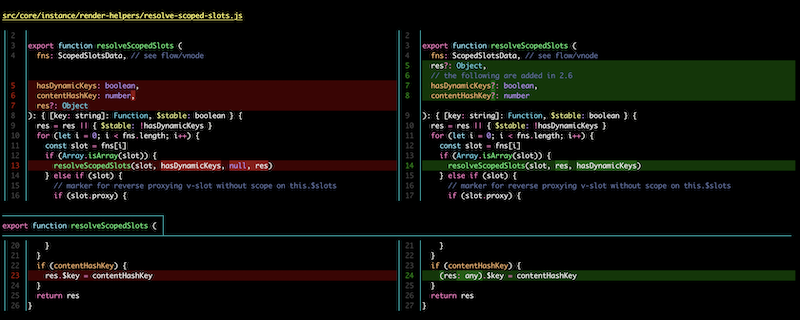 src/core/instance/render-helpers/resolve-scoped-slots.js
2
3 export function resolveScopedSlots (
4 fns: ScopedSlotsData, // see flow/vnode
5 hasDynamicKeys: boolean,
6 contentHashKey: number,
7 res?: Object
8 ): { [key: string]: Function, $stable: boolean } {
9 res = res || { $stable: !hasDynamicKeys }
10 for (let i = 0; i < fns.length; i++) {
11 const slot = fns[i]
12 if (Array.isArray(slot)) {
13 resolveScopedSlots(slot, hasDynamicKeys, null, res)
14 } else if (slot) {
15 // marker for reverse proxying v-slot without scope on this.$slots
16 if (slot.proxy) {
2
3 export function resolveScopedSlots (
4 fns: ScopedSlotsData, // see flow/vnode
5 res?: Object,
6 // the following are added in 2.6
7 hasDynamicKeys?: boolean,
8 contentHashKey?: number
9 ): { [key: string]: Function, $stable: boolean } {
10 res = res || { $stable: !hasDynamicKeys }
11 for (let i = 0; i < fns.length; i++) {
12 const slot = fns[i]
13 if (Array.isArray(slot)) {
14 resolveScopedSlots(slot, res, hasDynamicKeys)
15 } else if (slot) {
16 // marker for reverse proxying v-slot without scope on this.$slots
17 if (slot.proxy) {
export function resolveScopedSlots (
20 }
21 }
22 if (contentHashKey) {
23 res.$key = contentHashKey
24 }
25 return res
26 }
21 }
22 }
23 if (contentHashKey) {
24 (res: any).$key = contentHashKey
25 }
26 return res
27 }